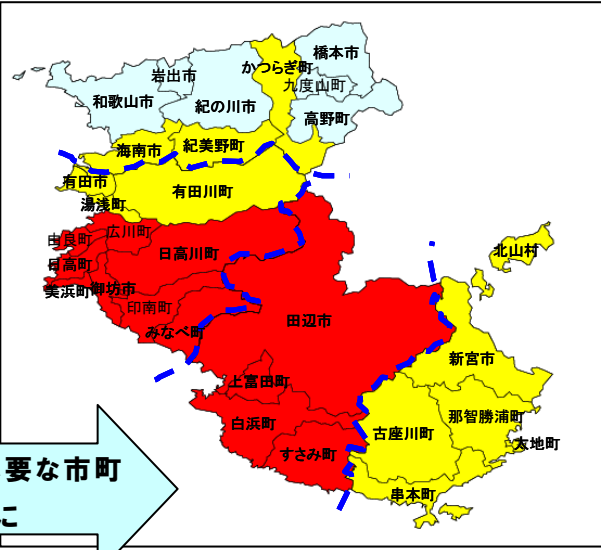 橋本市
かつらぎ町
岩出市
九度山町
和歌山市
紀の川市
高野町
海南市
紀美野町
有田市
有田川町
湯浅町
広川町
由良町
日高川町
北山村
日高町
美浜町
御坊市
印南町
田辺市
みなべ町
新宮市
上富田町
白浜町
那智勝浦町
古座川町
太地町
すさみ町
要な市町
に
串本町